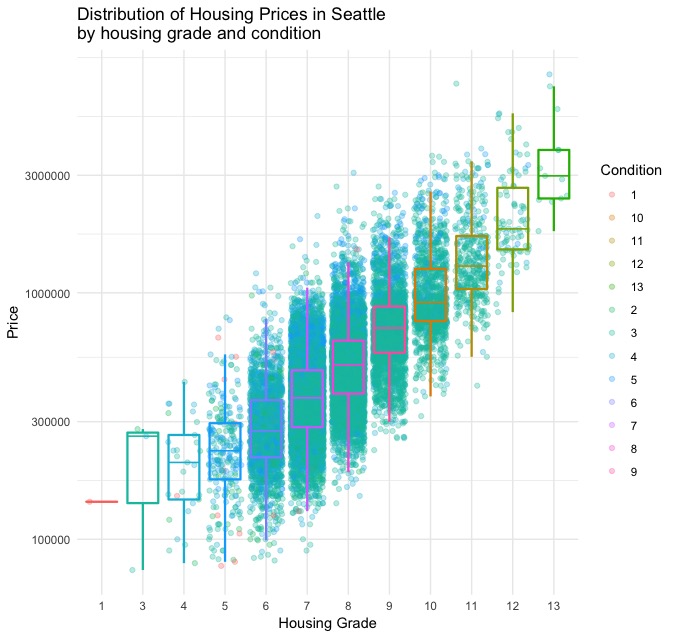 Distribution of Housing Prices in Seattle
by housing grade and condition
Price
3000000
1000000
300000
100000
1 3 4 5 6 7 8 9 10 11 12 13
Housing Grade
Condition
1
10
11
12
13
2
3
4
5
6
7
8
9